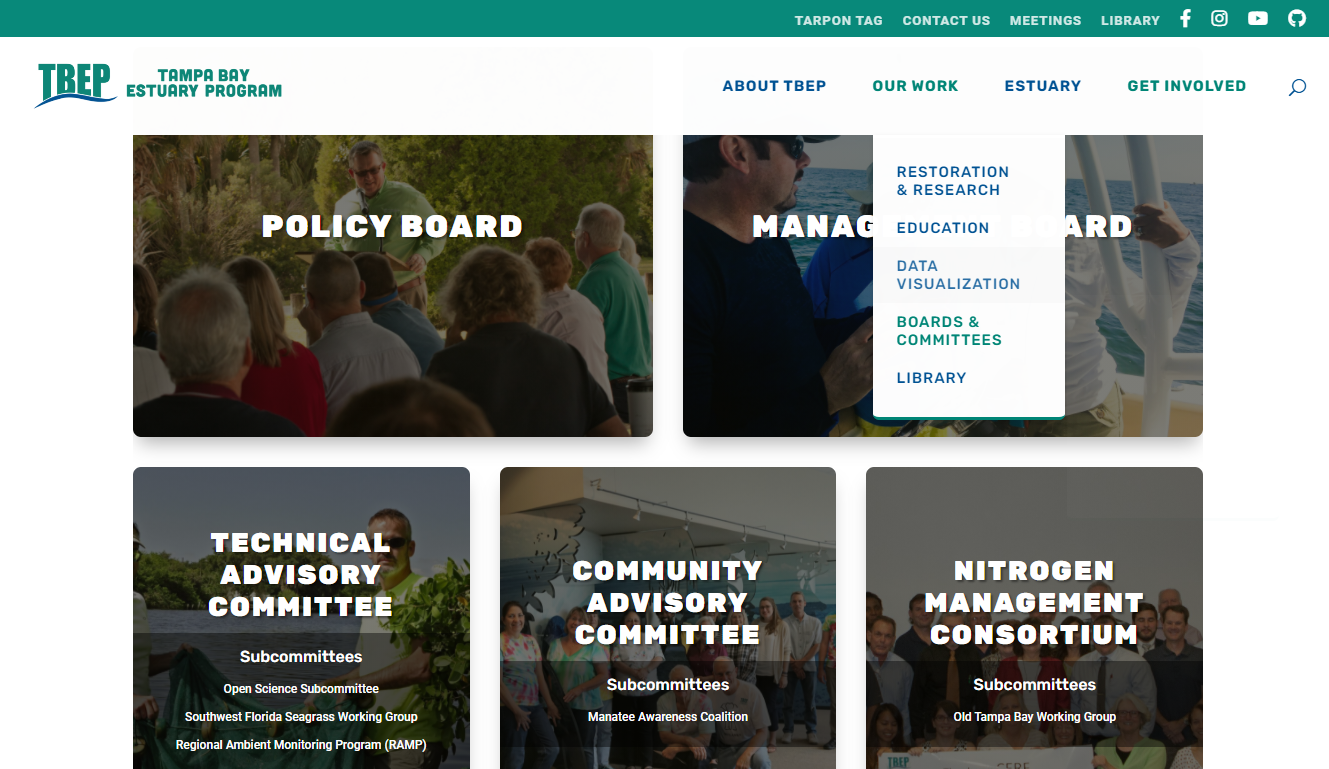 TARPON TAG CONTACT US MEETINGS LIBRARY
TBEP TAMPA BAY
ESTUARY PROGRAM
ABOUT TBEP OUR WORK ESTUARY GET INVOLVED
RESTORATION
& RESEARCH
EDUCATION
DATA
VISUALIZATION
BOARDS &
COMMITTEES
LIBRARY
POLICY BOARD
MANAG T BOARD
TECHNICAL
ADVISORY
COMMITTEE
Subcommittees
Open Science Subcommittee
Southwest Florida Seagrass Working Group
Regional Ambient Monitoring Program (RAMP)
COMMUNITY
ADVISORY
COMMITTEE
Subcommittees
Manatee Awareness Coalition
NITROGEN
MANAGEMENT
CONSORTIUM
Subcommittees
Old Tampa Bay Working Group
TBEP